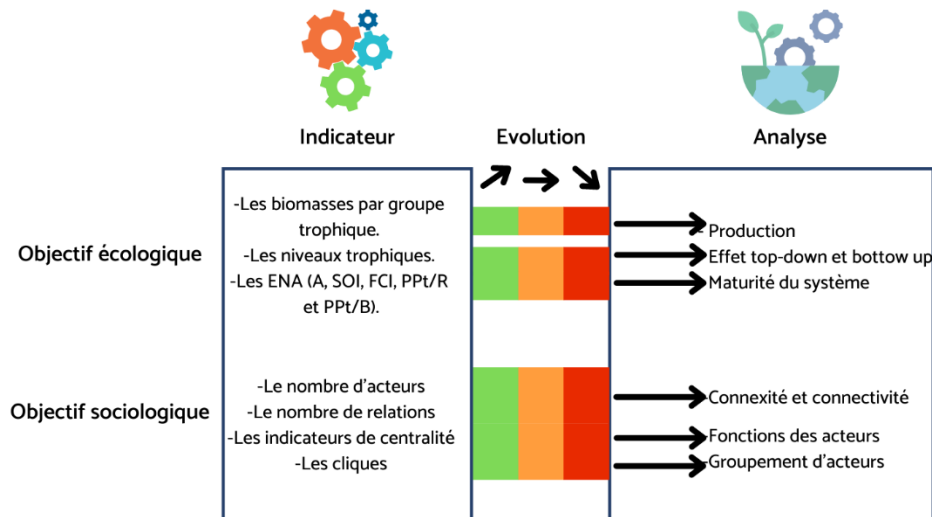 Indicateur
Evolution
Analyse
Objectif écologique
-Les biomasses par groupe
trophique.
-Les niveaux trophiques.
-Les ENA (A, SOI, FCI, PPt/R
et PPt/B).
- Production
-Effet top-down et bottow up
-Maturité du système
Objectif sociologique
-Le nombre d'acteurs
-Le nombre de relations
-Les indicateurs de centralité
-Les cliques
-Connexité et connectivité
-Fonctions des acteurs
-Groupement d'acteurs